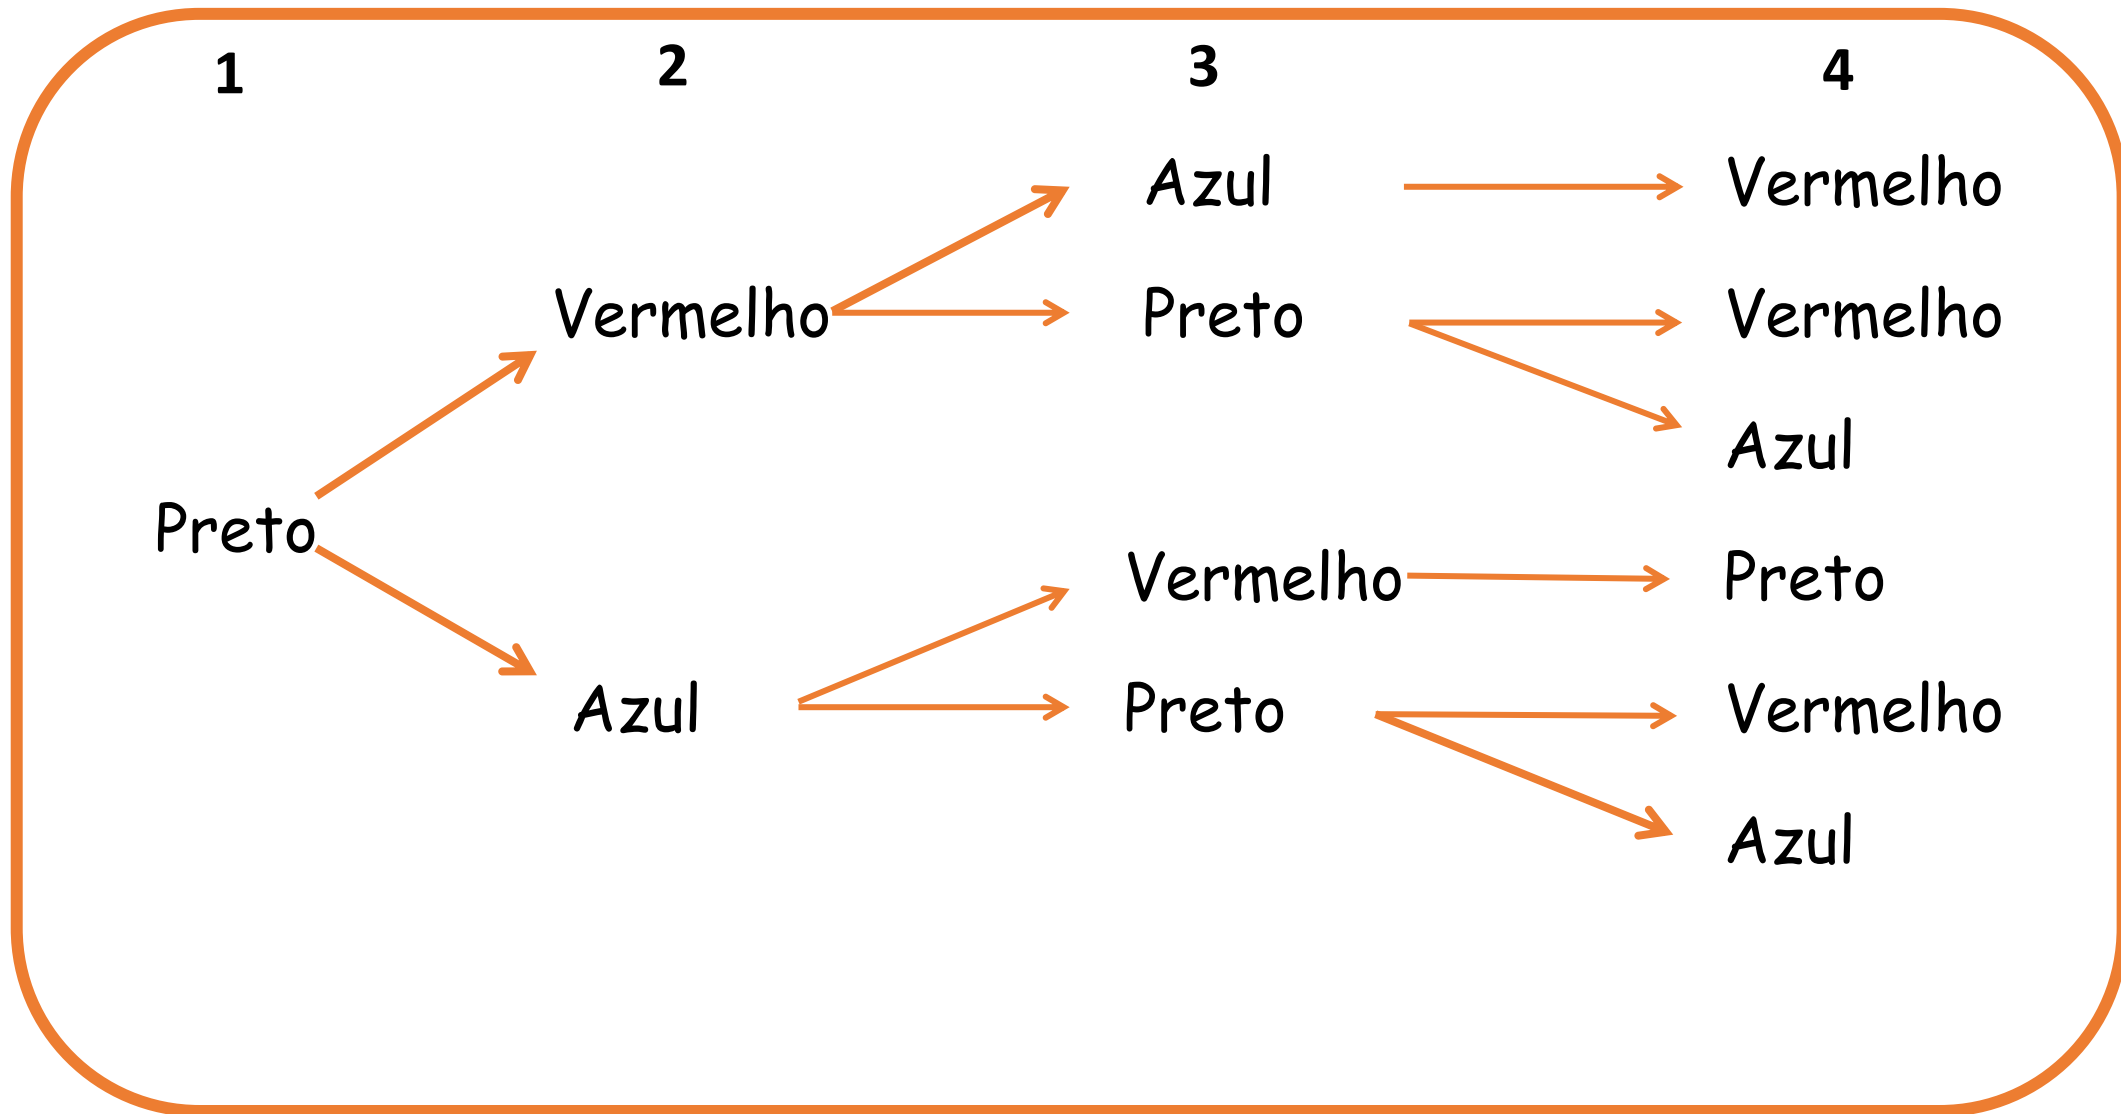 1 2 3 4
Azul Vermelho
Vermelho Preto Vermelho
Azul
Preto
Vermelho Preto
Azul Preto Vermelho
Azul